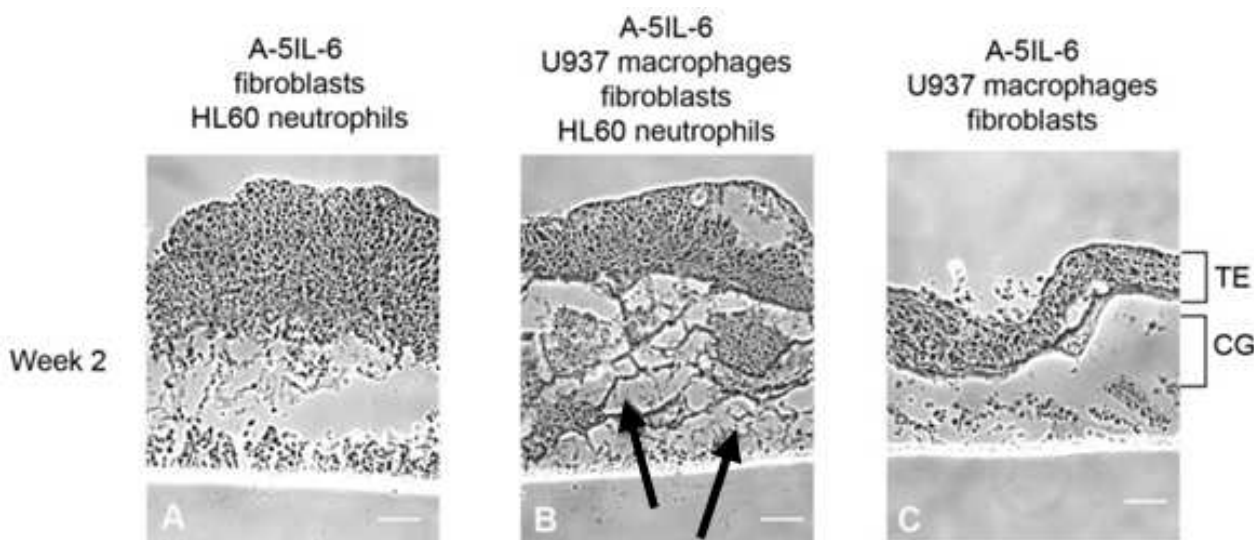 A-5IL-6
fibroblasts
HL60 neutrophils
A-5IL-6
U937 macrophages
fibroblasts
HL60 neutrophils
A-5IL-6
U937 macrophages
fibroblasts
Week 2
TE
CG
A
B
C